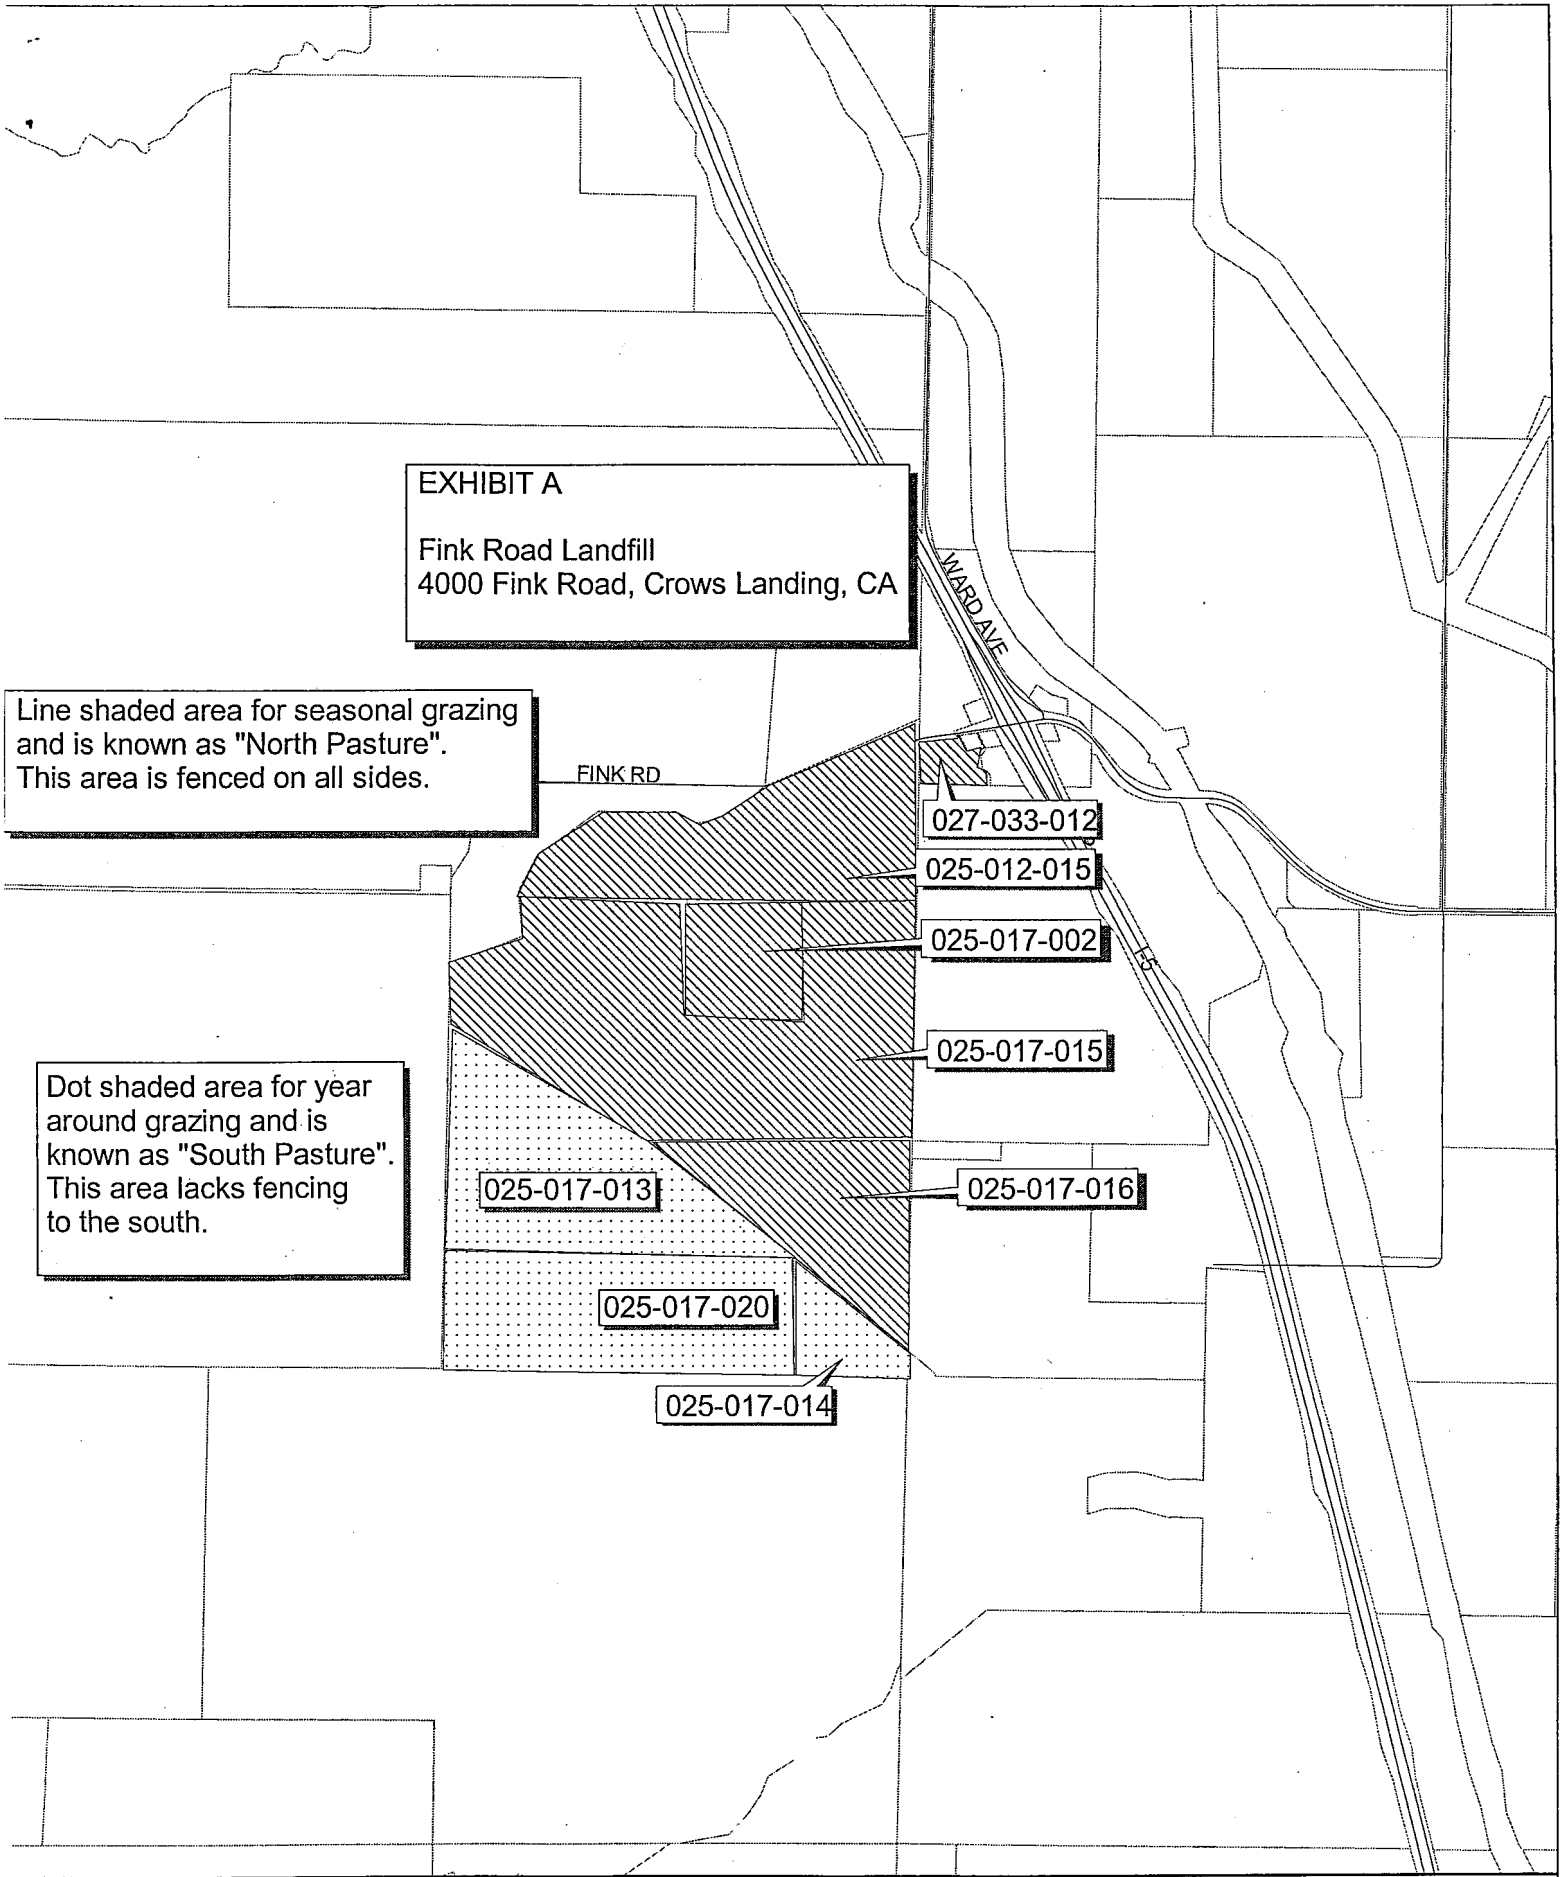 EXHIBIT A
Fink Road Landfill
4000 Fink Road, Crows Landing, CA
WARD AVE
Line shaded area for seasonal grazing
and is known as "North Pasture".
This area is fenced on all sides.
FINK RD
027-033-012
025-012-015
025-017-002
I-5
025-017-015
Dot shaded area for year
around grazing and is
known as "South Pasture".
This area lacks fencing
to the south.
025-017-013
025-017-016
025-017-020
025-017-014